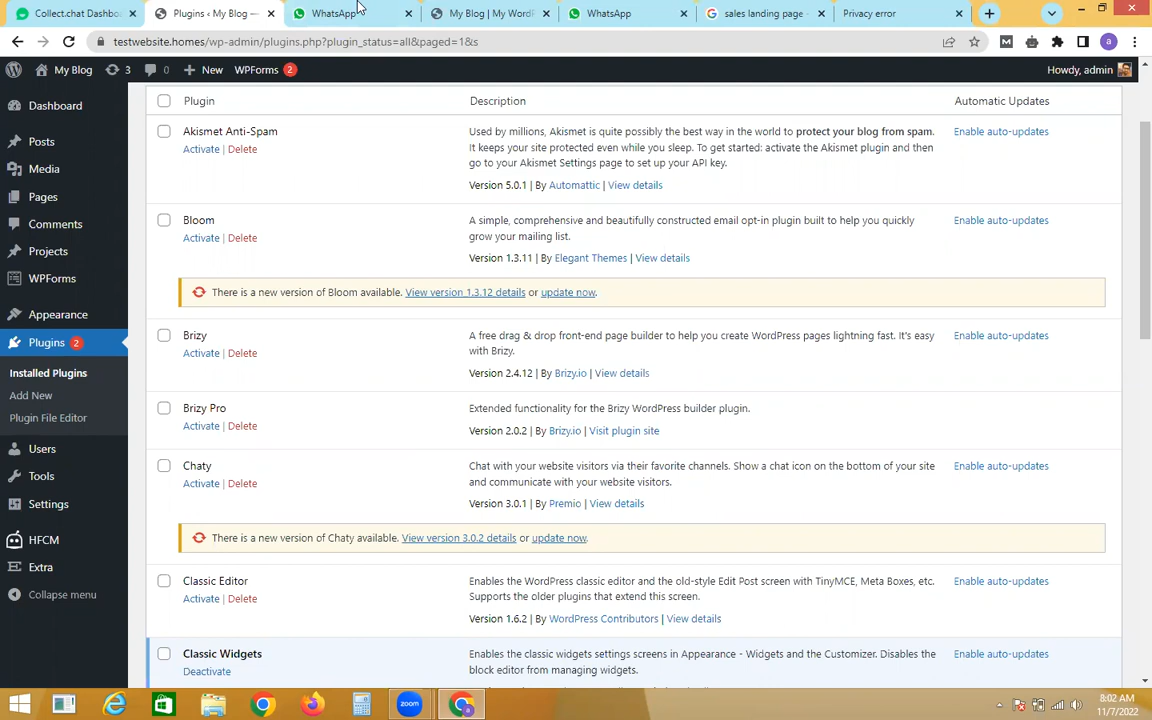 Collect.chat Dashboa
Plugins ‹ My Blog —
WhatsApp
My Blog | My WordP
WhatsApp
sales landing page -
Privacy error
testwebsite.homes/wp-admin/plugins.php?plugin_status=all&paged=1&s
M
a
My Blog
3
0
New
WPForms 2
Howdy, admin
Dashboard
Posts
Media
Pages
Comments
Projects
WPForms
Appearance
Plugins 2
Installed Plugins
Add New
Plugin File Editor
Users
Tools
Settings
HFCM
Extra
Collapse menu
Plugin
Description
Automatic Updates
Akismet Anti-Spam
Activate | Delete
Used by millions, Akismet is quite possibly the best way in the world to protect your blog from spam.
It keeps your site protected even while you sleep. To get started: activate the Akismet plugin and then
go to your Akismet Settings page to set up your API key.
Version 5.0.1 | By Automattic | View details
Enable auto-updates
Bloom
Activate | Delete
A simple, comprehensive and beautifully constructed email opt-in plugin built to help you quickly
grow your mailing list.
Version 1.3.11 | By Elegant Themes | View details
Enable auto-updates
There is a new version of Bloom available. View version 1.3.12 details or update now.
Brizy
Activate | Delete
A free drag & drop front-end page builder to help you create WordPress pages lightning fast. It's easy
with Brizy.
Version 2.4.12 | By Brizy.io | View details
Enable auto-updates
Brizy Pro
Activate | Delete
Extended functionality for the Brizy WordPress builder plugin.
Version 2.0.2 | By Brizy.io | Visit plugin site
Chaty
Activate | Delete
Chat with your website visitors via their favorite channels. Show a chat icon on the bottom of your site
and communicate with your website visitors.
Version 3.0.1 | By Premio | View details
Enable auto-updates
There is a new version of Chaty available. View version 3.0.2 details or update now.
Classic Editor
Activate | Delete
Enables the WordPress classic editor and the old-style Edit Post screen with TinyMCE, Meta Boxes, etc.
Supports the older plugins that extend this screen.
Version 1.6.2 | By WordPress Contributors | View details
Enable auto-updates
Classic Widgets
Deactivate
Enables the classic widgets settings screens in Appearance - Widgets and the Customizer. Disables the
block editor from managing widgets.
Enable auto-updates
zoom
a
8:02 AM
11/7/2022